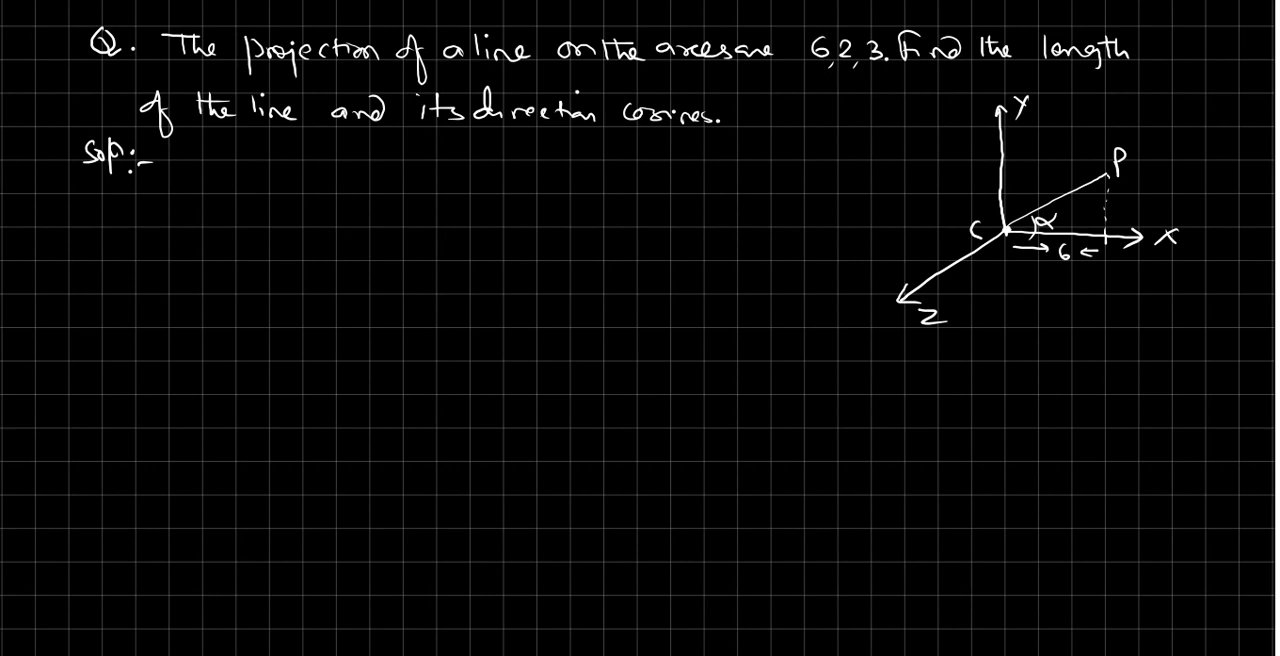 Q. The projection of a line on the axes are 6,2,3. Find the length
of the line and its direction cosines.
Solⁿ:-
Y
P
C
α
X
6
Z